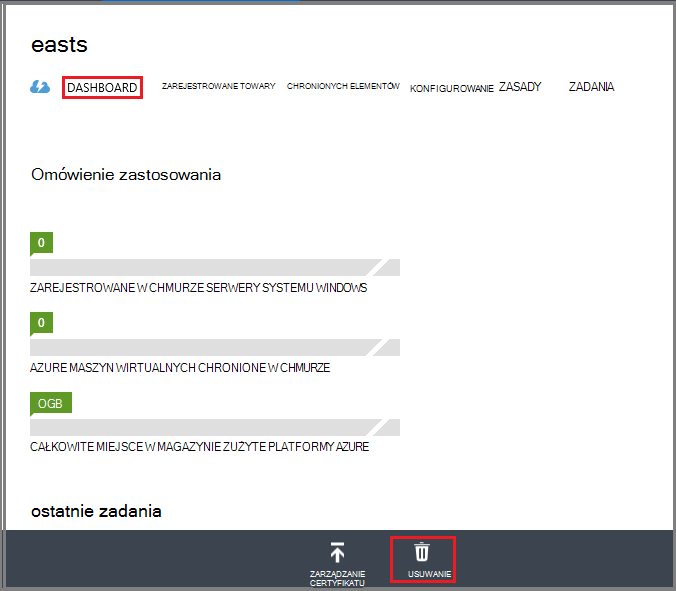 easts
DASHBOARD ZAREJESTROWANE TOWARY CHRONIONYCH ELEMENTÓW KONFIGUROWANIE ZASADY ZADANIA
Omówienie zastosowania
0
ZAREJESTROWANE W CHMURZE SERWERY SYSTEMU WINDOWS
0
AZURE MASZYN WIRTUALNYCH CHRONIONE W CHMURZE
OGB
CAŁKOWITE MIEJSCE W MAGAZYNIE ZUŻYTE PLATFORMY AZURE
ostatnie zadania
ZARZĄDZANIE
CERTYFIKATU
USUWANIE